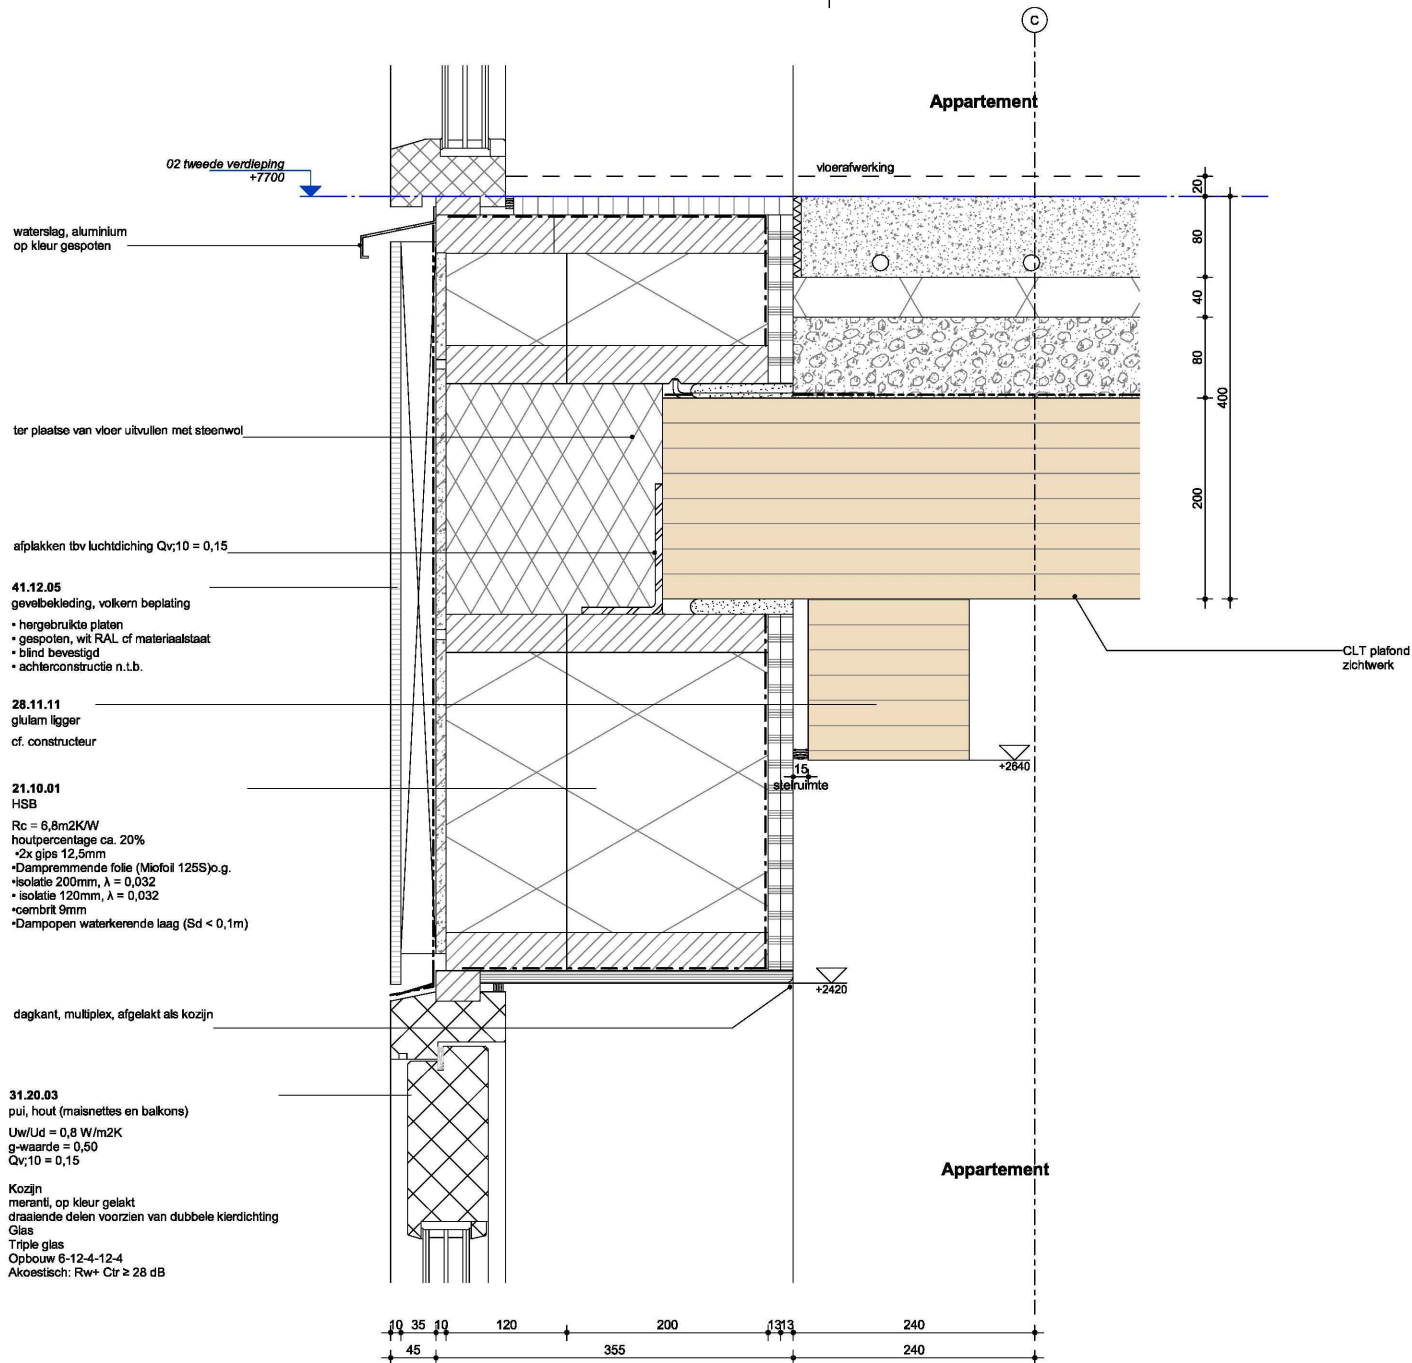 C
Appartement
02 tweede verdieping
+7700
vloerafwerking
20
waterslag, aluminium
op kleur gespoten
80
40
80
400
ter plaatse van vloer uitvullen met steenwol
200
afplakken tbv luchtdiching Qv;10 = 0,15
41.12.05
gevelbekleding, volkern beplating
• hergebruikte platen
• gespoten, wit RAL cf materiaalstaat
• blind bevestigd
• achterconstructie n.t.b.
CLT plafond
zichtwerk
28.11.11
glulam ligger
cf. constructeur
+2640
15
stelruimte
21.10.01
HSB
Rc = 6,8m2K/W
houtpercentage ca. 20%
•2x gips 12,5mm
•Dampremmende folie (Miofoil 125S)o.g.
•isolatie 200mm, λ = 0,032
• isolatie 120mm, λ = 0,032
•cembrit 9mm
•Dampopen waterkerende laag (Sd < 0,1m)
+2420
dagkant, multiplex, afgelakt als kozijn
31.20.03
pui, hout (maisnettes en balkons)
Uw/Ud = 0,8 W/m2K
g-waarde = 0,50
Qv;10 = 0,15
Appartement
Kozijn
meranti, op kleur gelakt
draaiende delen voorzien van dubbele kierdichting
Glas
Triple glas
Opbouw 6-12-4-12-4
Akoestisch: Rw+ Ctr ≥ 28 dB
10 35 10 120 200 13 13 240
45 355 240